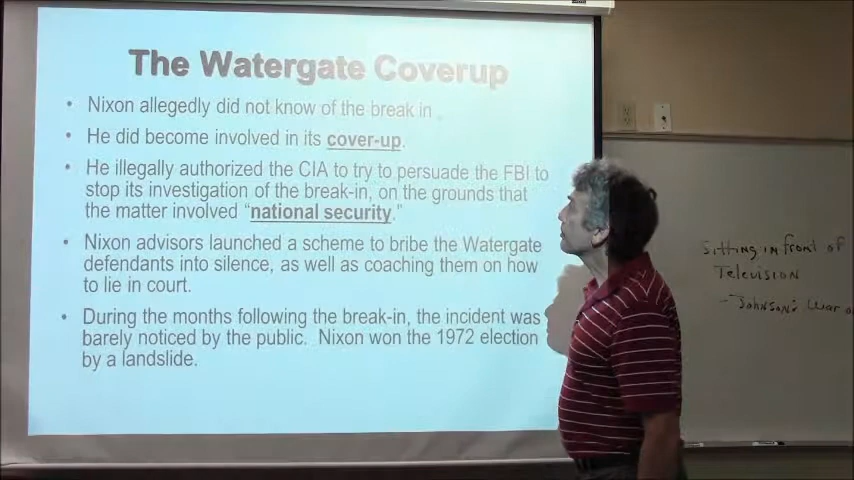 The Watergate Coverup
• Nixon allegedly did not know of the break in
• He did become involved in its cover-up.
• He illegally authorized the CIA to try to persuade the FBI to
stop its investigation of the break-in, on the grounds that
the matter involved “national security.”
• Nixon advisors launched a scheme to bribe the Watergate
defendants into silence, as well as coaching them on how
to lie in court.
• During the months following the break-in, the incident was
barely noticed by the public. Nixon won the 1972 election
by a landslide.
Sitting in front of
Television
- Johnson's War